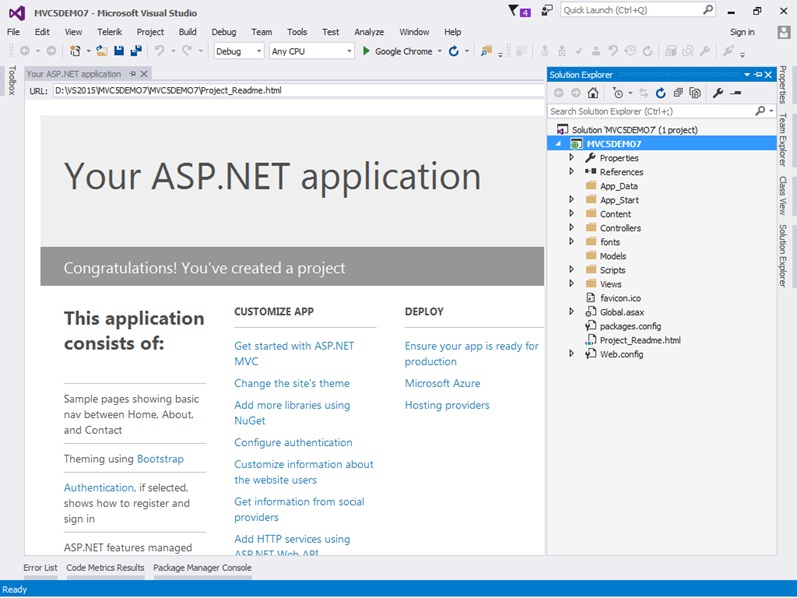 MVC5DEMO7 - Microsoft Visual Studio
4
Quick Launch (Ctrl+Q)
File Edit View Telerik Project Build Debug Team Tools Test Analyze Window Help
Sign in
Debug Any CPU Google Chrome
Toolbox
Your ASP.NET application
URL: D:\VS2015\MVC5DEMO7\MVC5DEMO7\Project_Readme.html
Your ASP.NET application
Congratulations! You've created a project
This application
consists of:
Sample pages showing basic
nav between Home, About,
and Contact
Theming using Bootstrap
Authentication, if selected,
shows how to register and
sign in
ASP.NET features managed
CUSTOMIZE APP
Get started with ASP.NET
MVC
Change the site's theme
Add more libraries using
NuGet
Configure authentication
Customize information about
the website users
Get information from social
providers
Add HTTP services using
ASP.NET Web API
DEPLOY
Ensure your app is ready for
production
Microsoft Azure
Hosting providers
Solution Explorer
Search Solution Explorer (Ctrl+;)
Solution 'MVC5DEMO7' (1 project)
MVC5DEMO7
Properties
References
App_Data
App_Start
Content
Controllers
fonts
Models
Scripts
Views
favicon.ico
Global.asax
packages.config
Project_Readme.html
Web.config
Properties
Team Explorer
Class View
Solution Explorer
Error List Code Metrics Results Package Manager Console
Ready